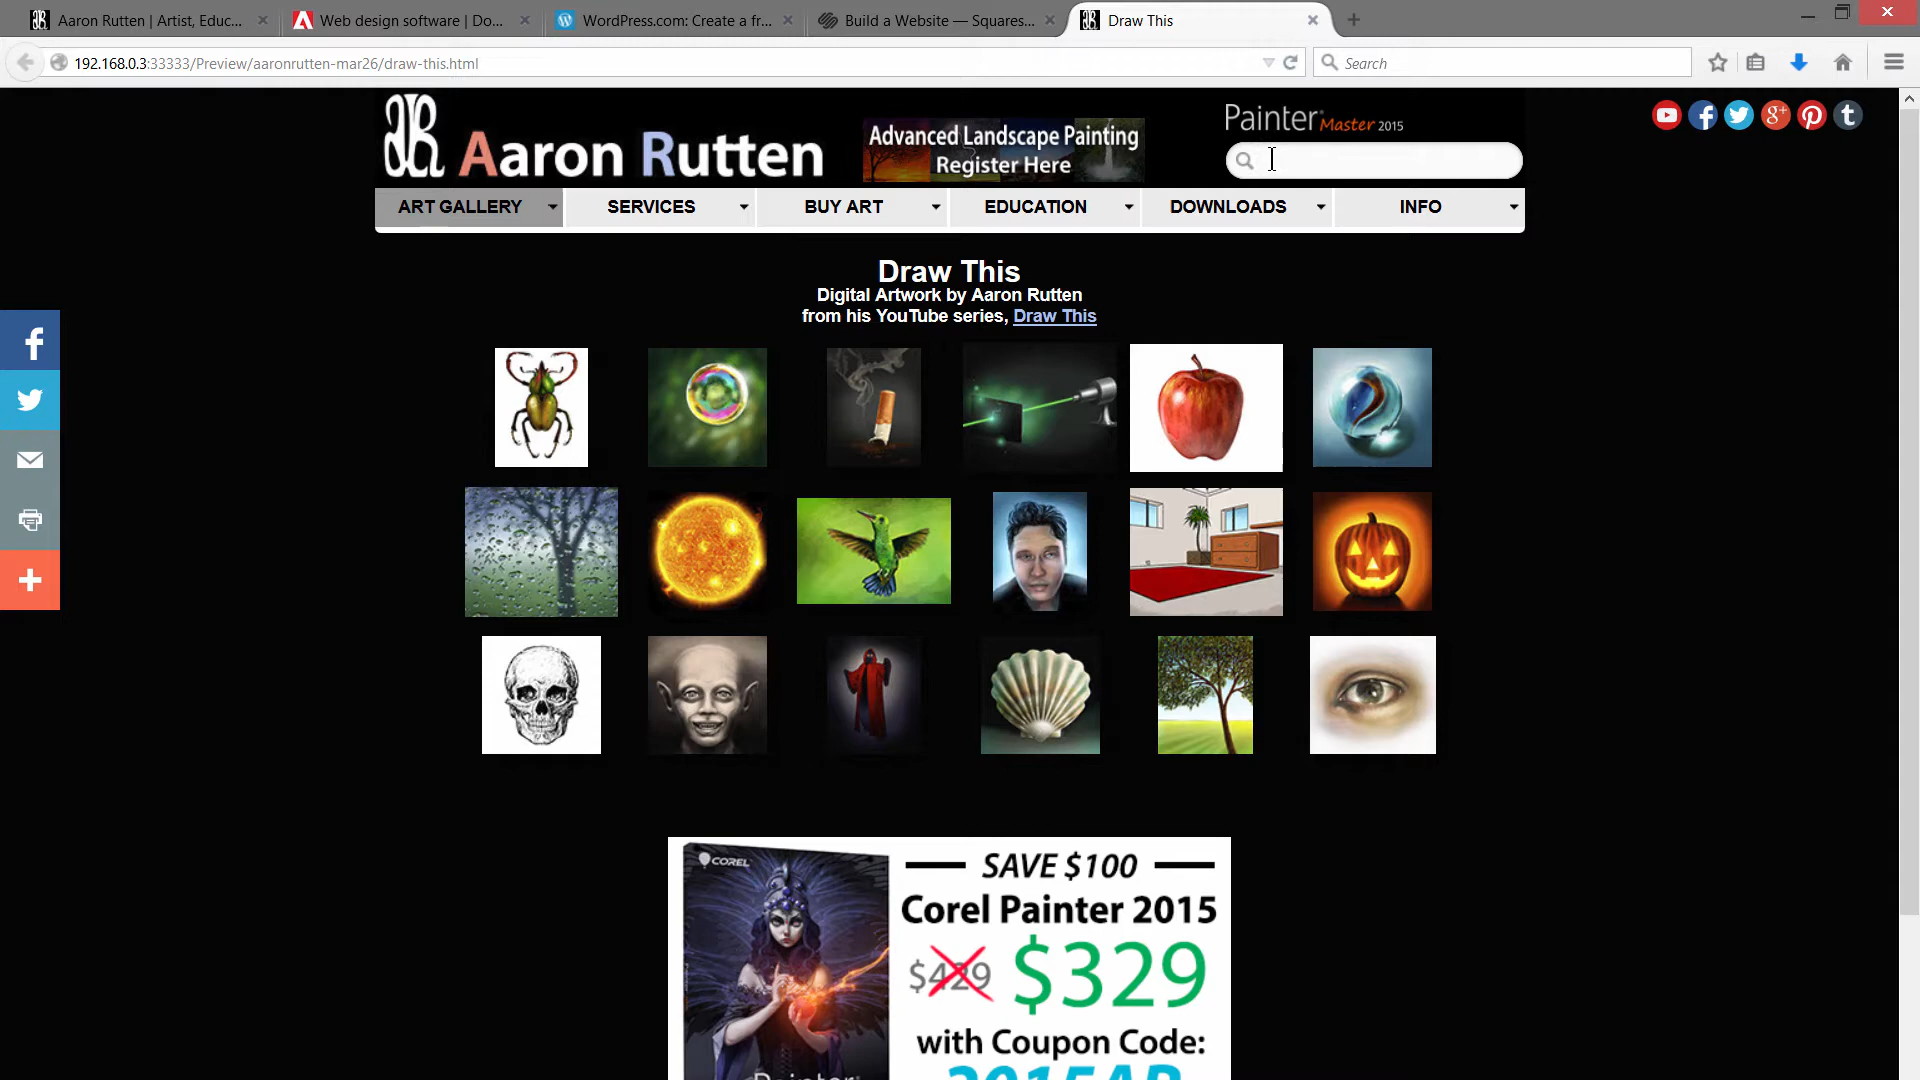 Aaron Rutten | Artist, Educ...
Web design software | Do...
WordPress.com: Create a fr...
Build a Website — Squares...
Draw This
192.168.0.3:33333/Preview/aaronrutten-mar26/draw-this.html
Search
Aaron Rutten
Advanced Landscape Painting
Register Here
Painter Master 2015
ART GALLERY
SERVICES
BUY ART
EDUCATION
DOWNLOADS
INFO
Draw This
Digital Artwork by Aaron Rutten
from his YouTube series, Draw This
COREL
SAVE $100
Corel Painter 2015
$429 $329
with Coupon Code:
2015AR
Painter